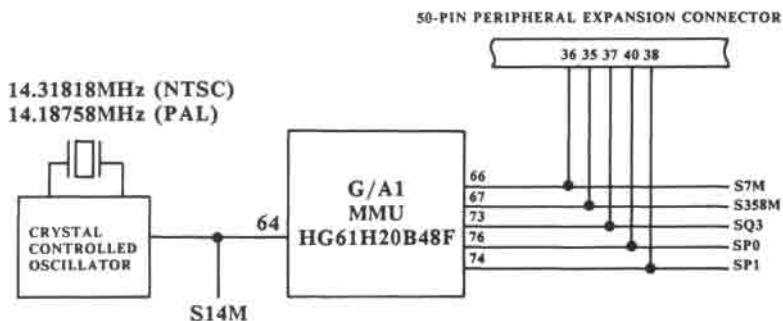 50-PIN PERIPHERAL EXPANSION CONNECTOR
36 35 37 40 38
14.31818MHz (NTSC)
14.18758MHz (PAL)
G/A1
MMU
HG61H20B48F
CRYSTAL
CONTROLLED
OSCILLATOR
64
66
67
73
76
74
S7M
S358M
SQ3
SP0
SP1
S14M